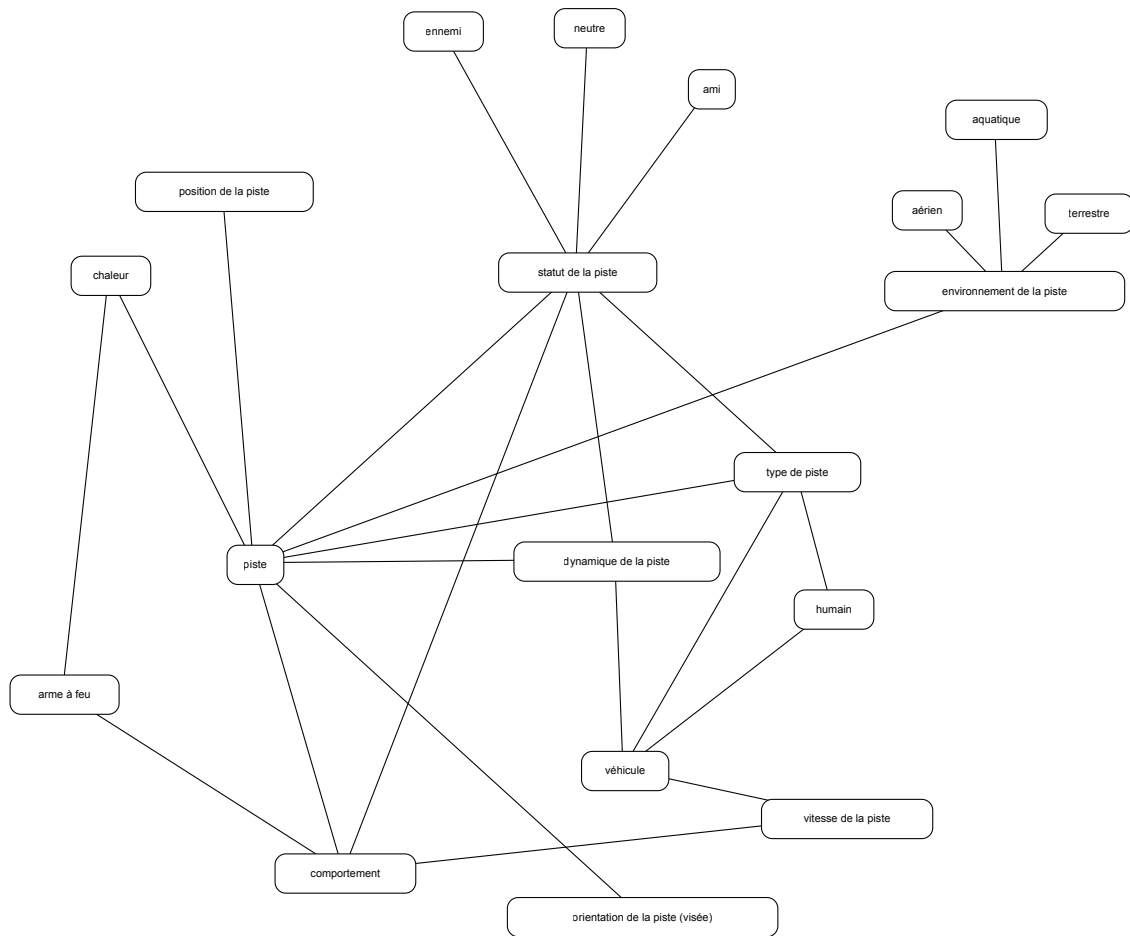 ennemi
neutre
ami
aquatique
position de la piste
aérien
terrestre
chaleur
statut de la piste
environnement de la piste
type de piste
piste
dynamique de la piste
humain
arme à feu
véhicule
vitesse de la piste
comportement
orientation de la piste (visée)